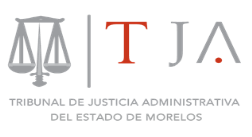 TJA
TRIBUNAL DE JUSTICIA ADMINISTRATIVA
DEL ESTADO DE MORELOS